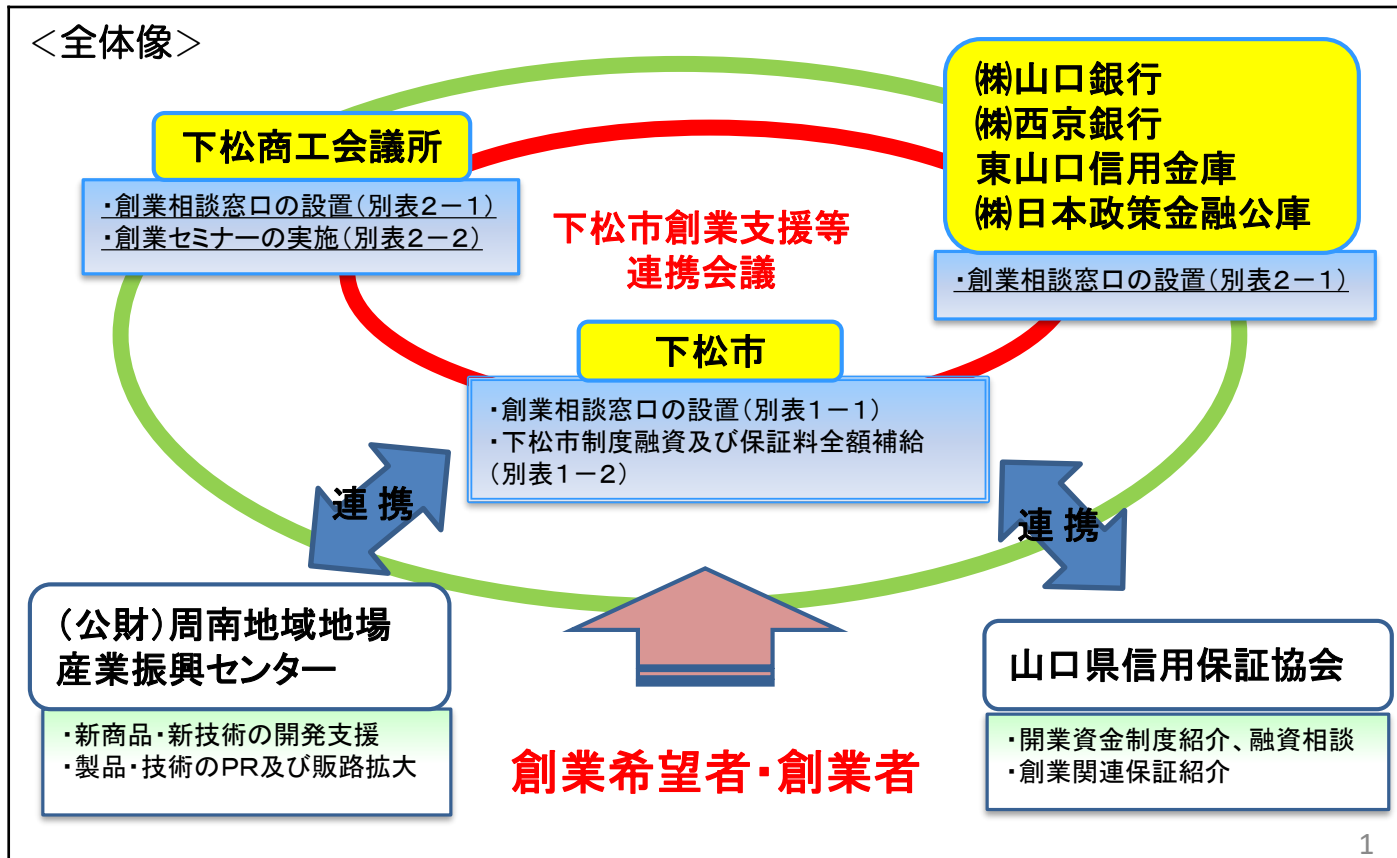 ＜全体像＞
下松商工会議所
・創業相談窓口の設置（別表２－１）
・創業セミナーの実施（別表２－２）
㈱山口銀行
㈱西京銀行
東山口信用金庫
㈱日本政策金融公庫
・創業相談窓口の設置（別表２－１）
下松市創業支援等
連携会議
下松市
・創業相談窓口の設置（別表１－１）
・下松市制度融資及び保証料全額補給
（別表１－２）
連 携
連 携
（公財）周南地域地場
産業振興センター
・新商品・新技術の開発支援
・製品・技術のＰＲ及び販路拡大
創業希望者・創業者
山口県信用保証協会
・開業資金制度紹介、融資相談
・創業関連保証紹介
1